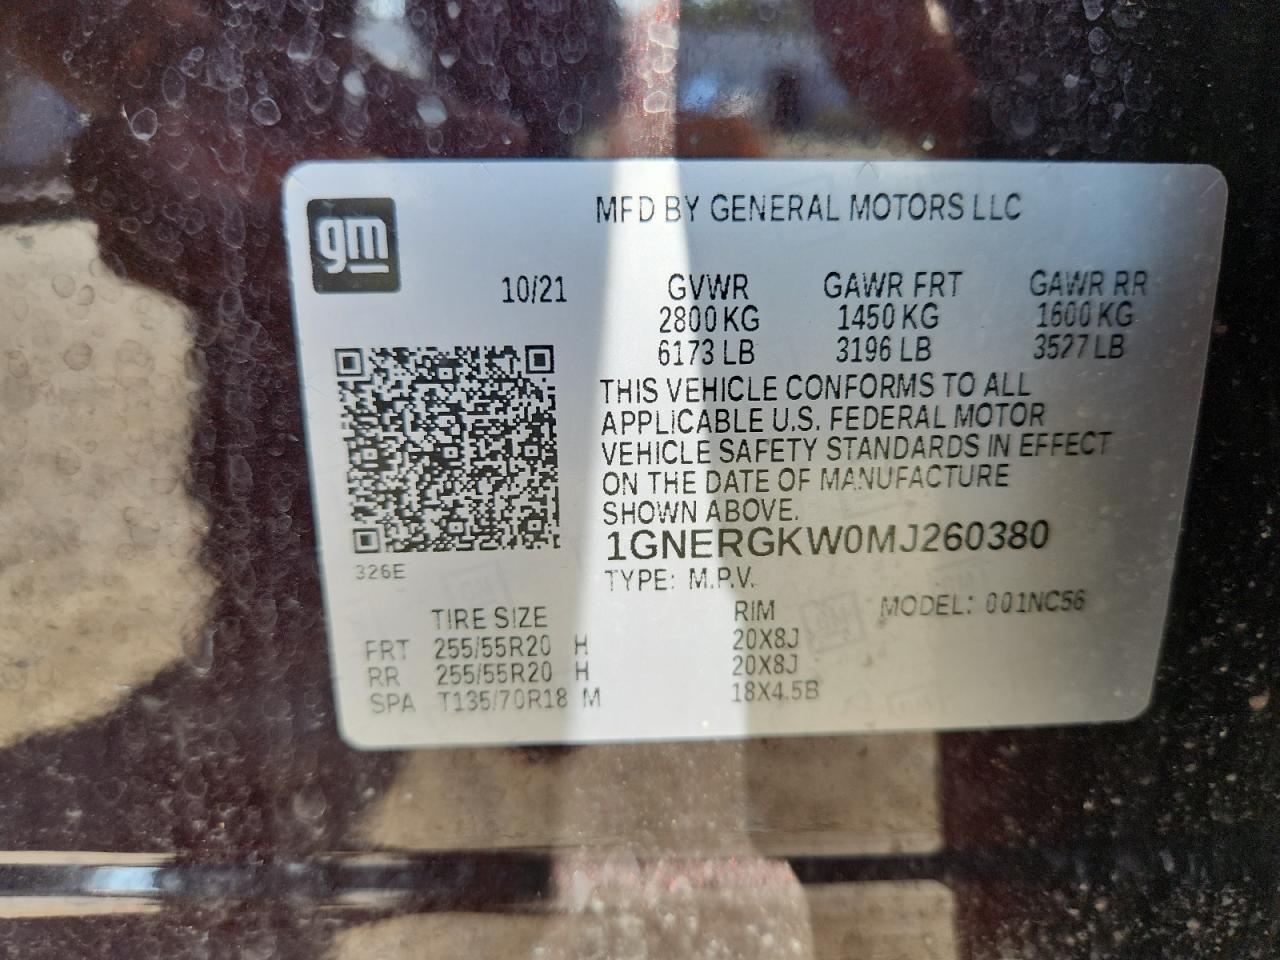 gm
MFD BY GENERAL MOTORS LLC
10/21 GVWR GAWR FRT GAWR RR
2800 KG 1450 KG 1600 KG
6173 LB 3196 LB 3527 LB
THIS VEHICLE CONFORMS TO ALL
APPLICABLE U.S. FEDERAL MOTOR
VEHICLE SAFETY STANDARDS IN EFFECT
ON THE DATE OF MANUFACTURE
SHOWN ABOVE.
1GNERGKW0MJ260380
326E
TYPE: M.P.V.
MODEL: 001NC56
TIRE SIZE RIM
FRT 255/55R20 H 20X8J
RR 255/55R20 H 20X8J
SPA T135/70R18 M 18X4.5B